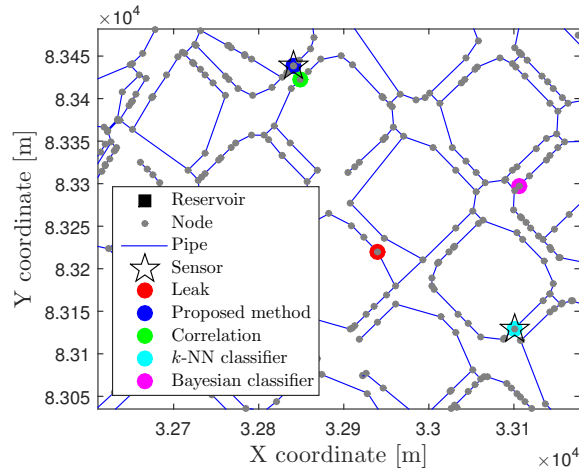 × 10⁴
8.345
8.34
8.335
8.33
8.325
8.32
8.315
8.31
8.305
Y coordinate [m]
Reservoir
Node
Pipe
Sensor
Leak
Proposed method
Correlation
k-NN classifier
Bayesian classifier
3.27 3.28 3.29 3.3 3.31
X coordinate [m]
× 10⁴